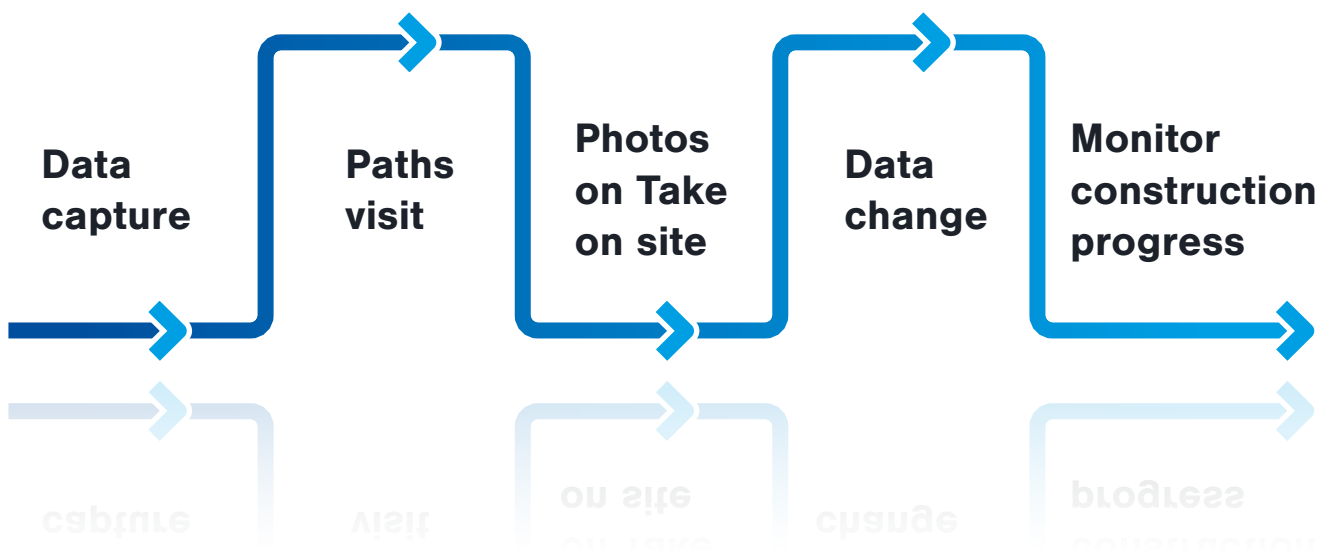 Data
capture
Paths
visit
Photos
on Take
on site
Data
change
Monitor
construction
progress